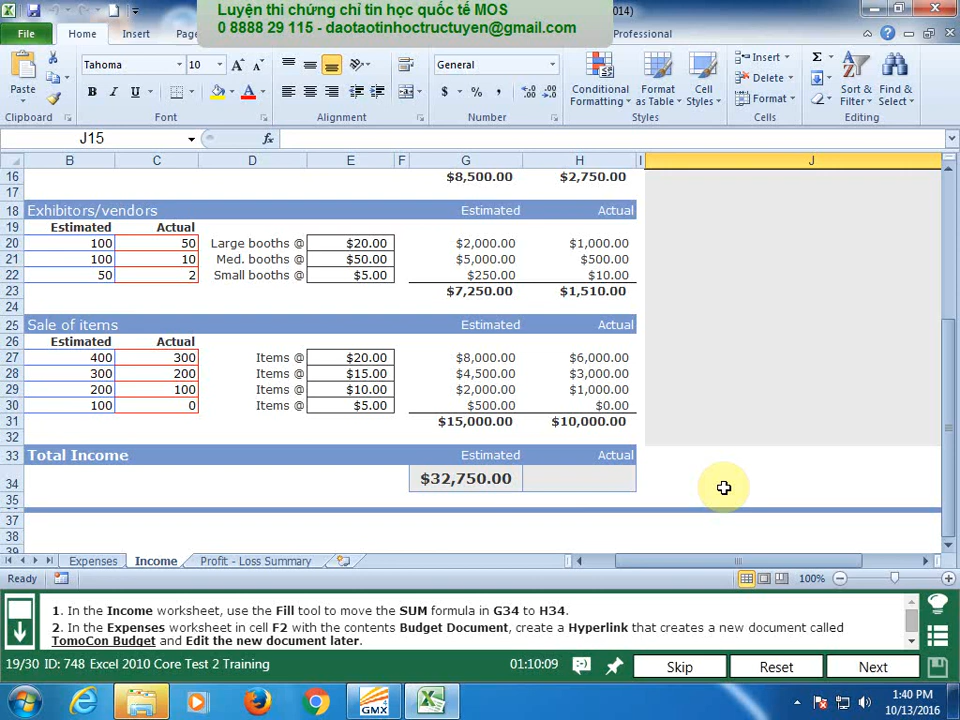 Luyện thi chứng chỉ tin học quốc tế MOS
0 8888 29 115 - daotaotinhoctructuyen@gmail.com
014)
File Home Insert Professional
Paste
Tahoma 10
General
Conditional Formatting
Format as Table
Cell Styles
Insert
Delete
Format
Sort & Filter
Find & Select
Clipboard Font Alignment Number Styles Cells Editing
J15 fx
B C D E F G H I J
16 $8,500.00 $2,750.00
17
18 Exhibitors/vendors Estimated Actual
19 Estimated Actual
20 100 50 Large booths @ $20.00 $2,000.00 $1,000.00
21 100 10 Med. booths @ $50.00 $5,000.00 $500.00
22 50 2 Small booths @ $5.00 $250.00 $10.00
23 $7,250.00 $1,510.00
24
25 Sale of items Estimated Actual
26 Estimated Actual
27 400 300 Items @ $20.00 $8,000.00 $6,000.00
28 300 200 Items @ $15.00 $4,500.00 $3,000.00
29 200 100 Items @ $10.00 $2,000.00 $1,000.00
30 100 0 Items @ $5.00 $500.00 $0.00
31 $15,000.00 $10,000.00
32
33 Total Income Estimated Actual
34 $32,750.00
35
37
38
Expenses Income Profit - Loss Summary
Ready 100%
1. In the Income worksheet, use the Fill tool to move the SUM formula in G34 to H34.
2. In the Expenses worksheet in cell F2 with the contents Budget Document, create a Hyperlink that creates a new document called
TomoCon Budget and Edit the new document later.
19/30 ID: 748 Excel 2010 Core Test 2 Training 01:10:09 Skip Reset Next
GMX
1:40 PM
10/13/2016